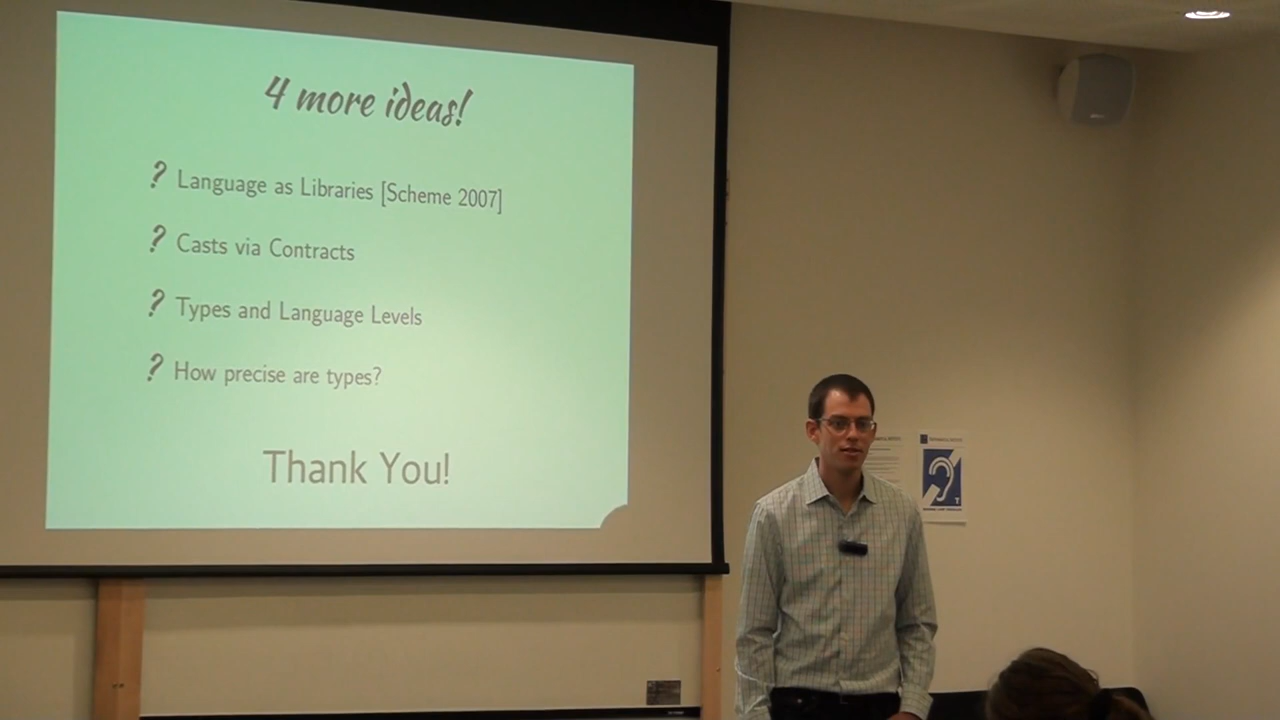 4 more ideas!
? Language as Libraries [Scheme 2007]
? Casts via Contracts
? Types and Language Levels
? How precise are types?
Thank You!
T